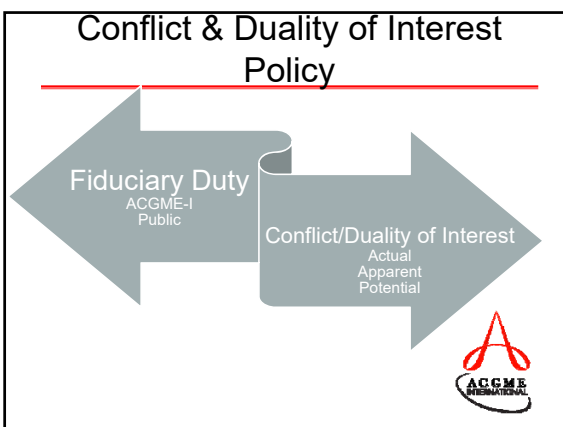 Conflict & Duality of Interest
Policy
Fiduciary Duty
ACGME-I
Public
Conflict/Duality of Interest
Actual
Apparent
Potential
ACGME
INTERNATIONAL